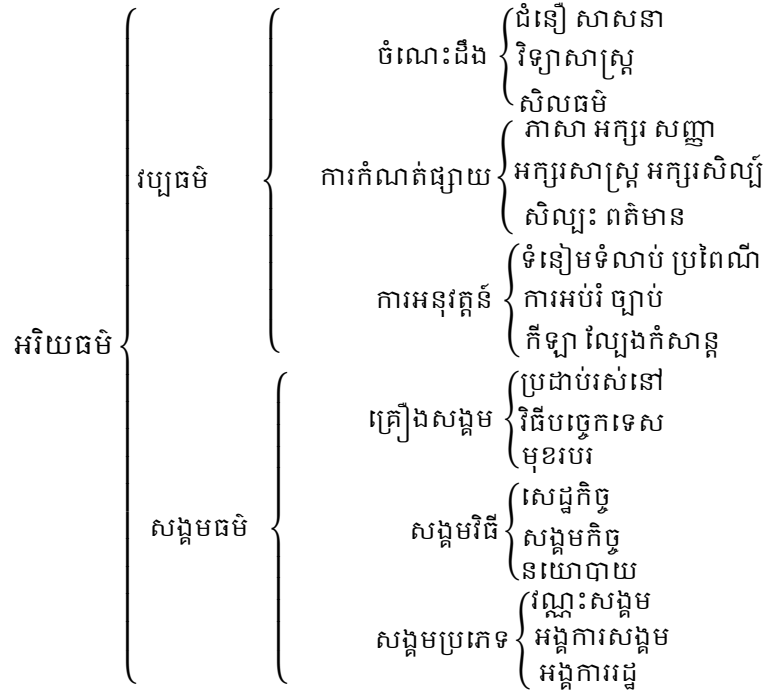 អរិយធម៌
វប្បធម៌
ចំណេះដឹង
ជំនឿ សាសនា
វិទ្យាសាស្ត្រ
សិលធម៌
ការកំណត់ផ្សាយ
ភាសា អក្សរ សញ្ញា
អក្សរសាស្ត្រ អក្សរសិល្ប៍
សិល្បះ ពត៌មាន
ការអនុវត្តន៍
ទំនៀមទំលាប់ ប្រពៃណី
ការអប់រំ ច្បាប់
កីឡា ល្បែងកំសាន្ត
សង្គមធម៌
គ្រឿងសង្គម
ប្រដាប់រស់នៅ
វិធីបច្ចេកទេស
មុខរបរ
សង្គមវិធី
សេដ្ឋកិច្ច
សង្គមកិច្ច
នយោបាយ
សង្គមប្រភេទ
វណ្ណះសង្គម
អង្គការសង្គម
អង្គការរដ្ឋ